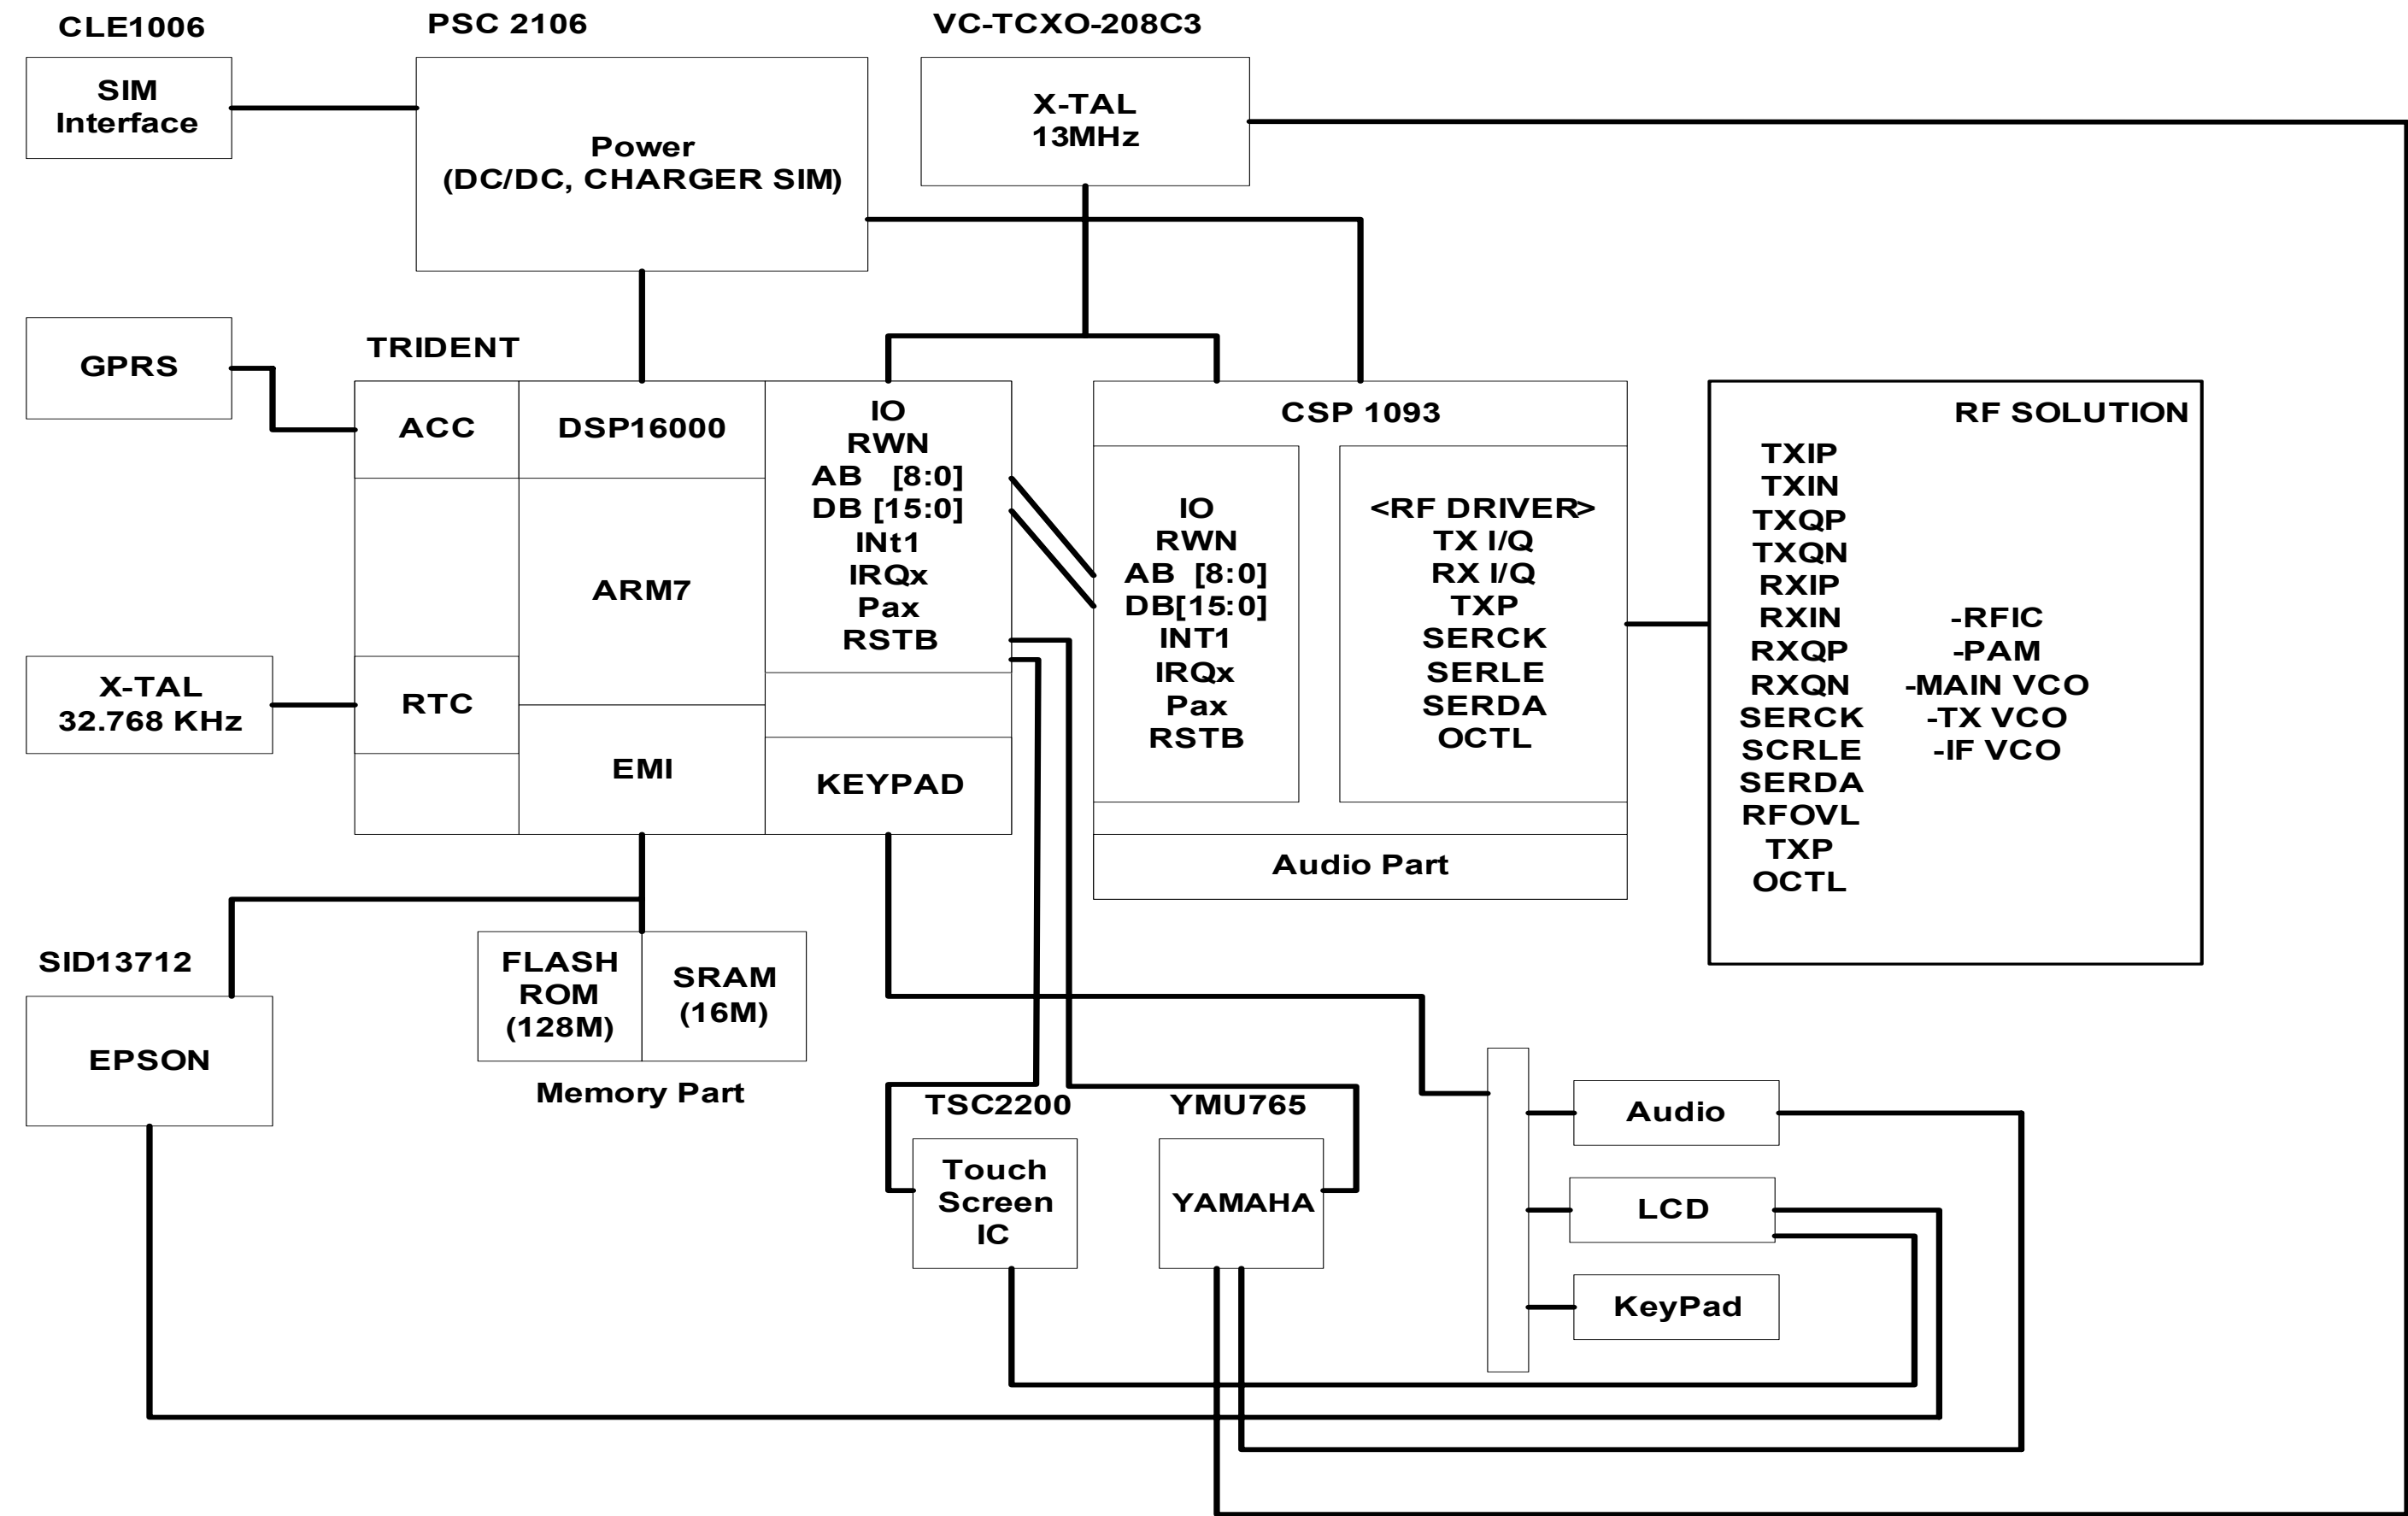 CLE1006
PSC 2106
VC-TCXO-208C3
SIM
Interface
Power
(DC/DC, CHARGER SIM)
X-TAL
13MHz
GPRS
TRIDENT
ACC
DSP16000
IO
RWN
AB [8:0]
DB [15:0]
INt1
IRQx
Pax
RSTB
ARM7
X-TAL
32.768 KHz
RTC
EMI
KEYPAD
CSP 1093
IO
RWN
AB [8:0]
DB[15:0]
INT1
IRQx
Pax
RSTB
<RF DRIVER>
TX I/Q
RX I/Q
TXP
SERCK
SERLE
SERDA
OCTL
Audio Part
RF SOLUTION
TXIP
TXIN
TXQP
TXQN
RXIP
RXIN
RXQP
RXQN
SERCK
SCRLE
SERDA
RFOVL
TXP
OCTL
-RFIC
-PAM
-MAIN VCO
-TX VCO
-IF VCO
SID13712
EPSON
FLASH
ROM
(128M)
SRAM
(16M)
Memory Part
TSC2200
Touch
Screen
IC
YMU765
YAMAHA
Audio
LCD
KeyPad